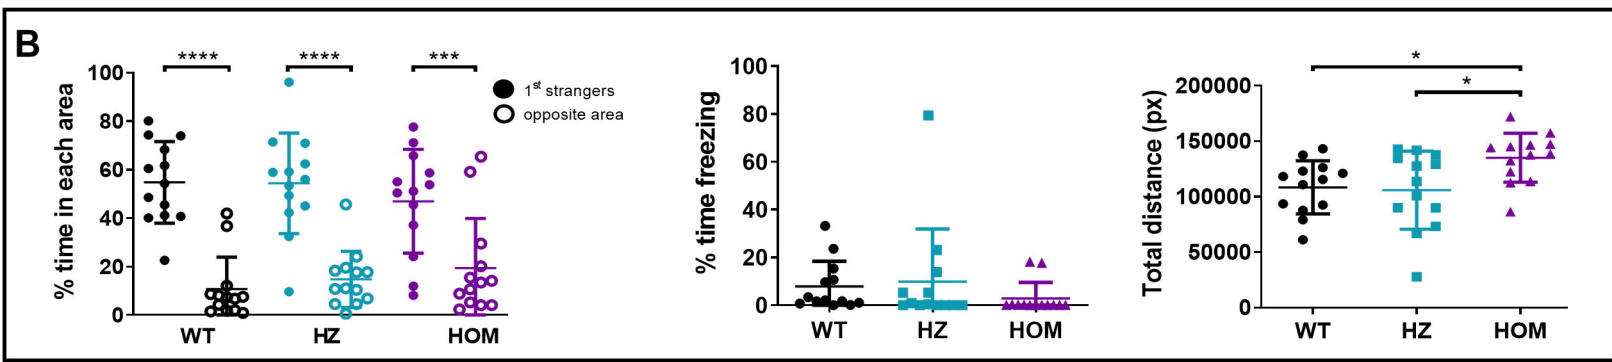 B
% time in each area
100
80
60
40
20
0
****
****
***
1st strangers
opposite area
WT
HZ
HOM
% time freezing
100
80
60
40
20
0
WT
HZ
HOM
Total distance (px)
200000
150000
100000
50000
0
*
*
WT
HZ
HOM